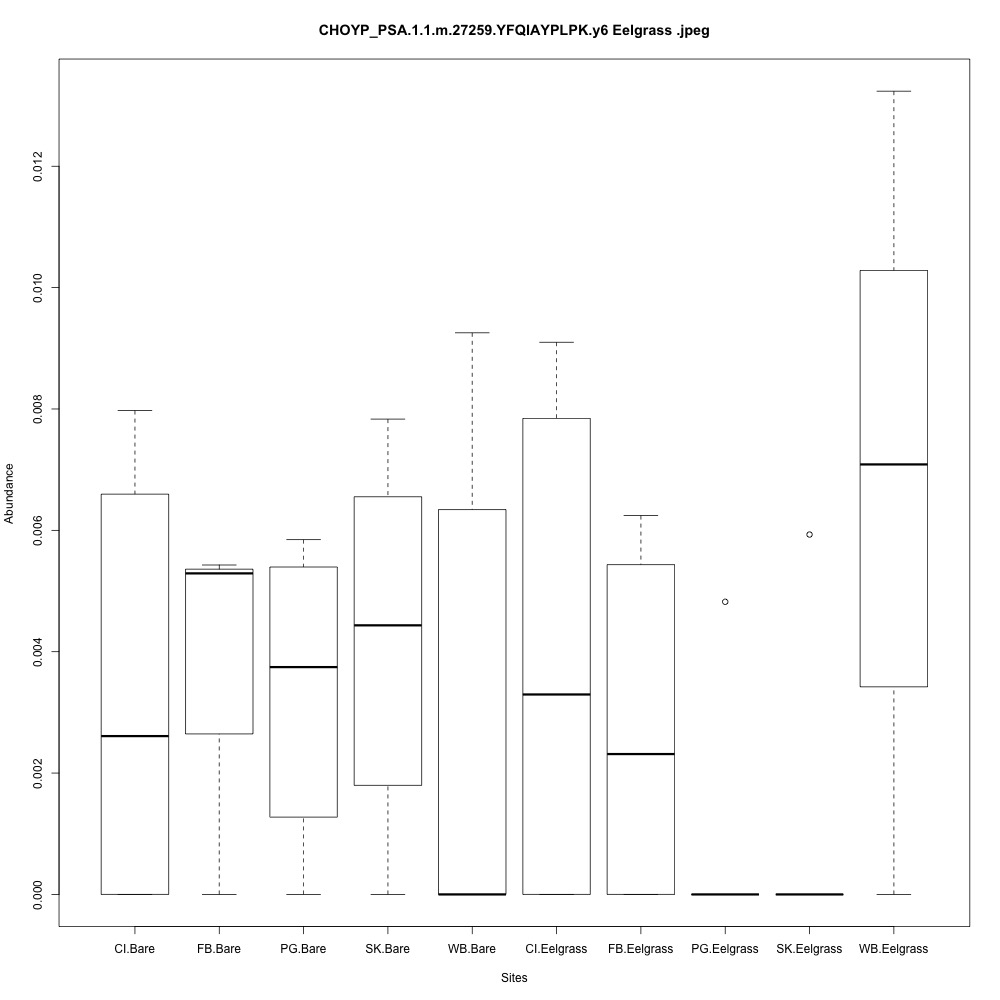 CHOYP_PSA.1.1.m.27259.YFQIAYPLPK.y6 Eelgrass .jpeg
Abundance
0.012
0.010
0.008
0.006
0.004
0.002
0.000
CI.Bare FB.Bare PG.Bare SK.Bare WB.Bare CI.Eelgrass FB.Eelgrass PG.Eelgrass SK.Eelgrass WB.Eelgrass
Sites